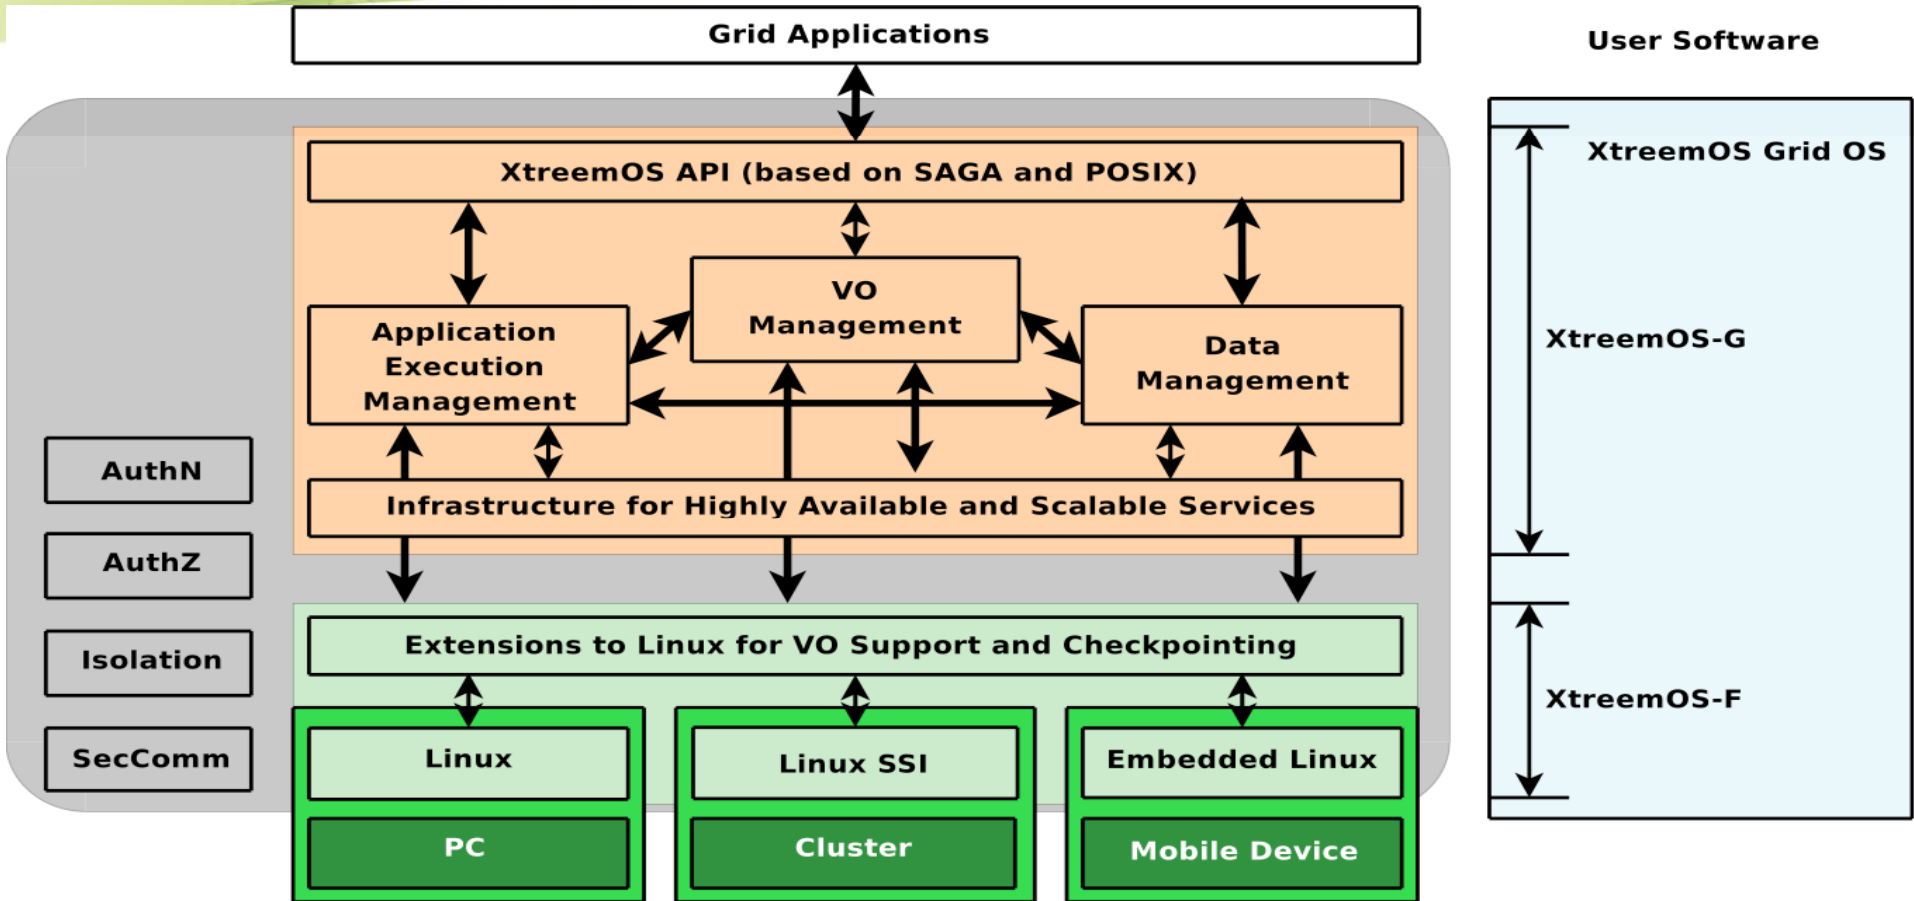 Grid Applications
User Software
XtreemOS API (based on SAGA and POSIX)
XtreemOS Grid OS
VO
Management
Application
Execution
Management
Data
Management
XtreemOS-G
AuthN
Infrastructure for Highly Available and Scalable Services
AuthZ
Extensions to Linux for VO Support and Checkpointing
Isolation
XtreemOS-F
SecComm
Linux
Linux SSI
Embedded Linux
PC
Cluster
Mobile Device